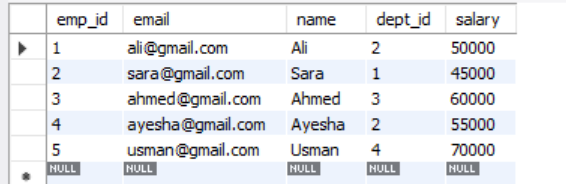 emp_id email name dept_id salary
1 ali@gmail.com Ali 2 50000
2 sara@gmail.com Sara 1 45000
3 ahmed@gmail.com Ahmed 3 60000
4 ayesha@gmail.com Ayesha 2 55000
5 usman@gmail.com Usman 4 70000
NULL NULL NULL NULL NULL